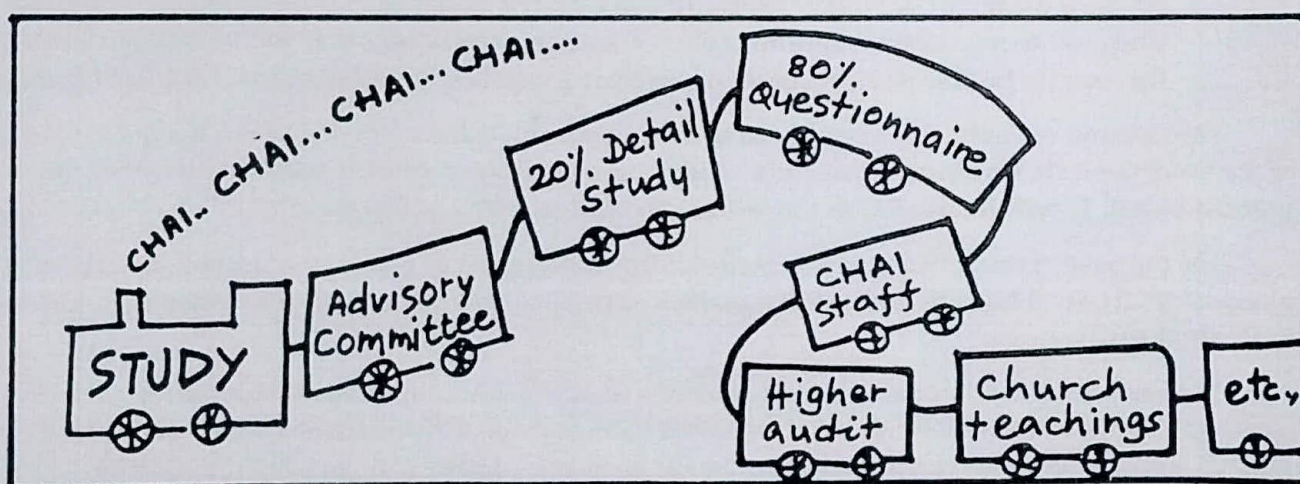 CHAI.. CHAI... CHAI... CHAI....
STUDY
Advisory
Committee
20% Detail
Study
80%
Questionnaire
CHAI
Staff
Higher
audit
Church
teachings
etc,